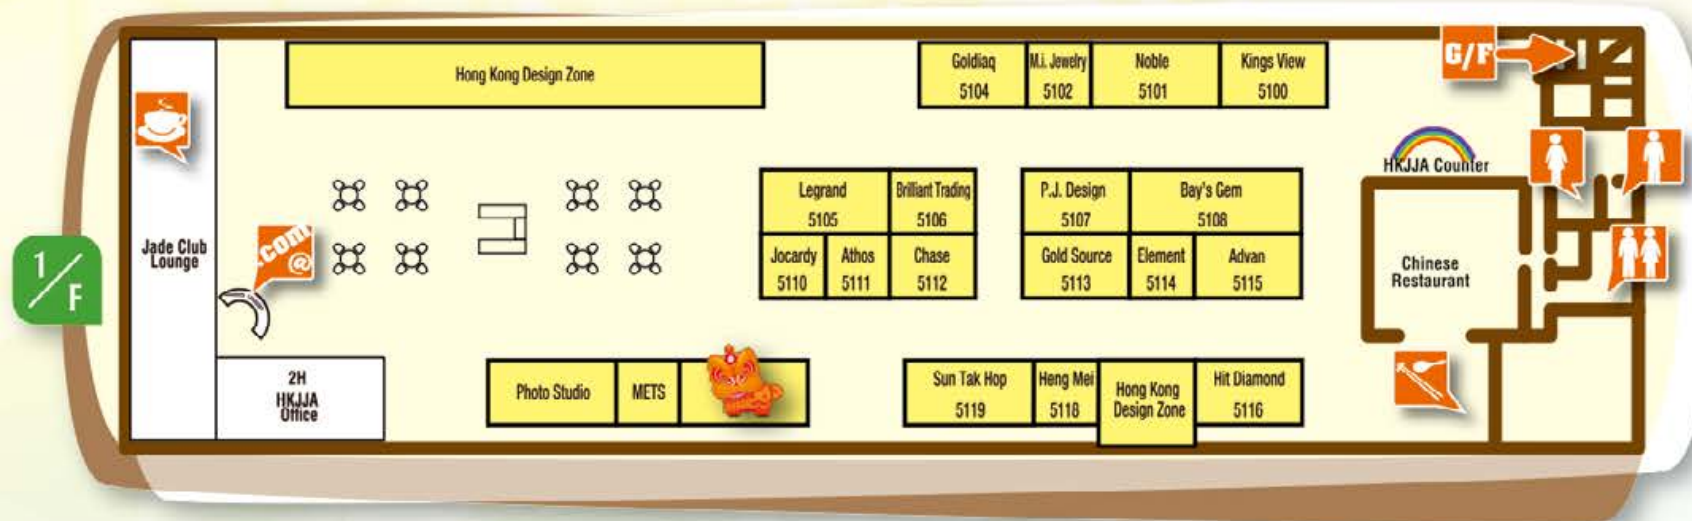 1/F
Jade Club
Lounge
.com
@
2H
HKJJA
Office
Hong Kong Design Zone
Goldiaq
5104
M.i. Jewelry
5102
Noble
5101
Kings View
5100
G/F
HKJJA Counter
Legrand
5105
Brilliant Trading
5106
P.J. Design
5107
Bay's Gem
5108
Jocardy
5110
Athos
5111
Chase
5112
Gold Source
5113
Element
5114
Advan
5115
Chinese
Restaurant
Photo Studio
METS
Sun Tak Hop
5119
Heng Mei
5118
Hong Kong
Design Zone
Hit Diamond
5116